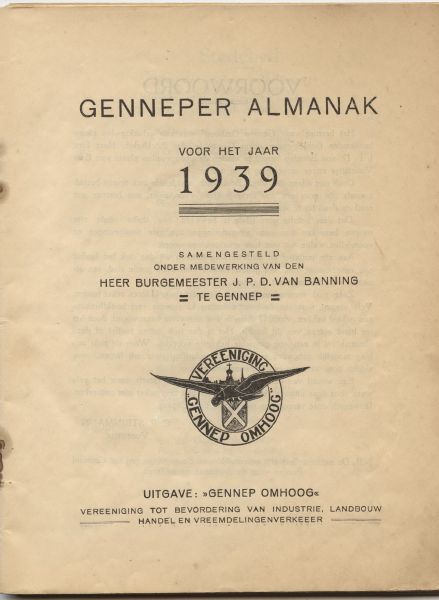 GENNEPER ALMANAK
VOOR HET JAAR
1939
SAMENGESTELD
ONDER MEDEWERKING VAN DEN
HEER BURGEMEESTER J. P. D. VAN BANNING
= TE GENNEP =
VEREENIGING
"GENNEP OMHOOG"
UITGAVE: »GENNEP OMHOOG«
VEREENIGING TOT BEVORDERING VAN INDUSTRIE, LANDBOUW
HANDEL EN VREEMDELINGENVERKEEER